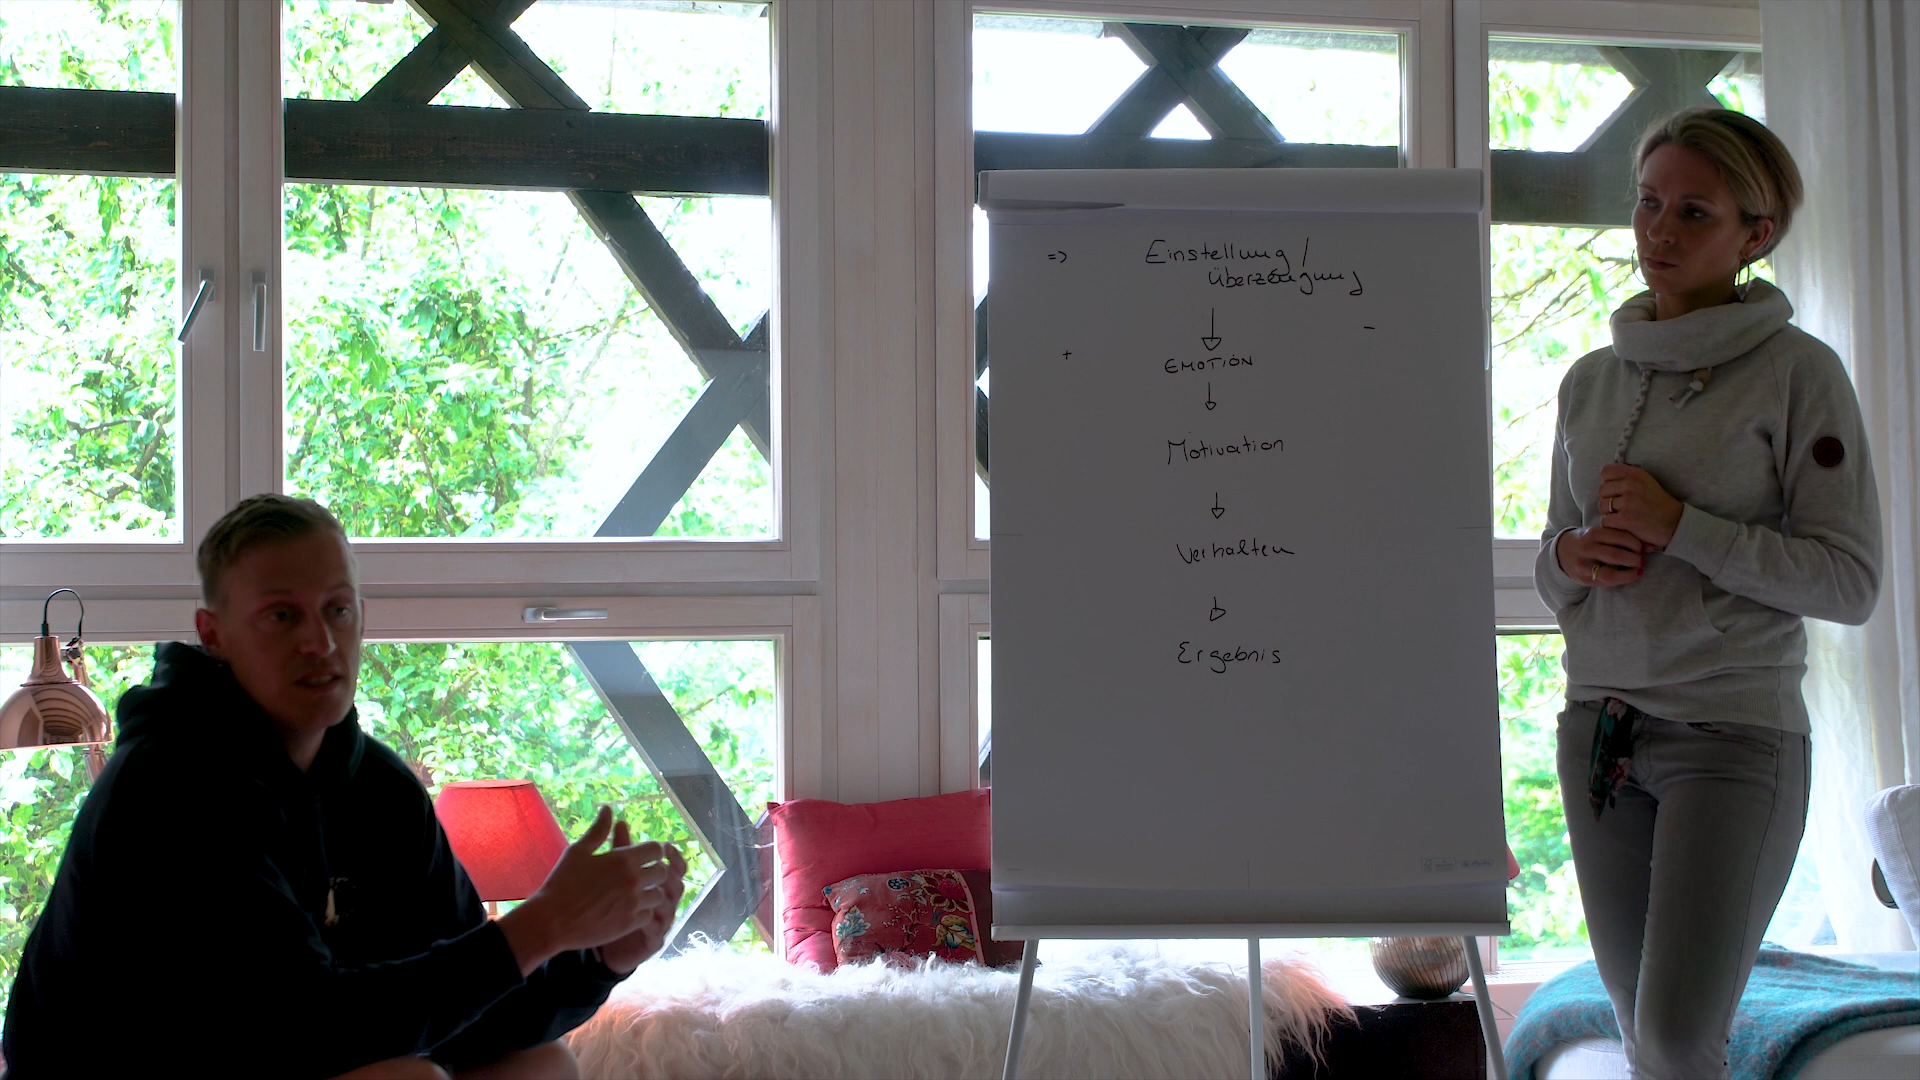 => Einstellung /
Überzeugung
-
+
EMOTION
Motivation
Verhalten
Ergebnis